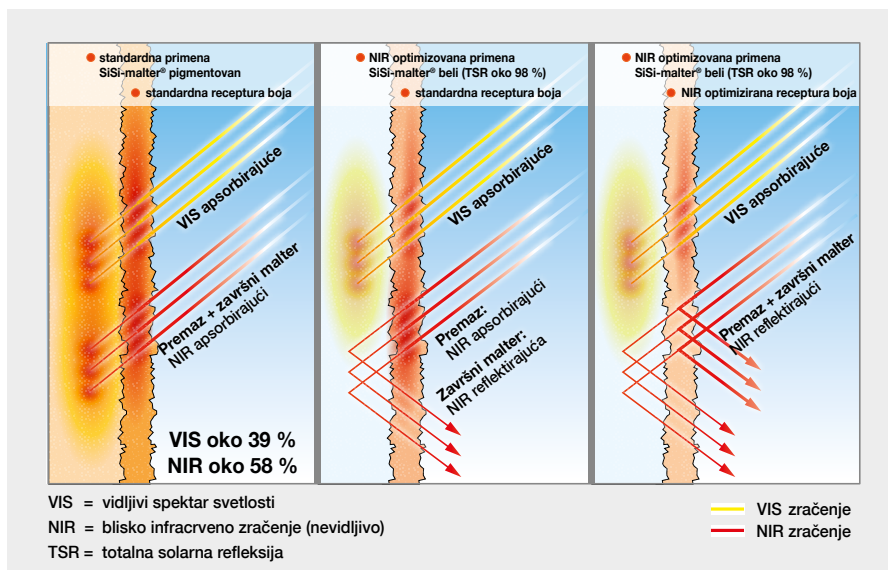 standardna primena
SiSi-malter® pigmentovan
standardna receptura boja
VIS apsorbirajuće
Premaz + završni malter
NIR apsorbirajući
VIS oko 39 %
NIR oko 58 %
NIR optimizovana primena
SiSi-malter® beli (TSR oko 98 %)
standardna receptura boja
VIS apsorbirajuće
Premaz:
NIR apsorbirajući
Završni malter:
NIR reflektirajuća
NIR optimizovana primena
SiSi-malter® beli (TSR oko 98 %)
NIR optimizirana receptura boja
VIS apsorbirajuće
Premaz + završni malter
NIR reflektirajući
VIS = vidljivi spektar svetlosti
NIR = blisko infracrveno zračenje (nevidljivo)
TSR = totalna solarna refleksija
VIS zračenje
NIR zračenje